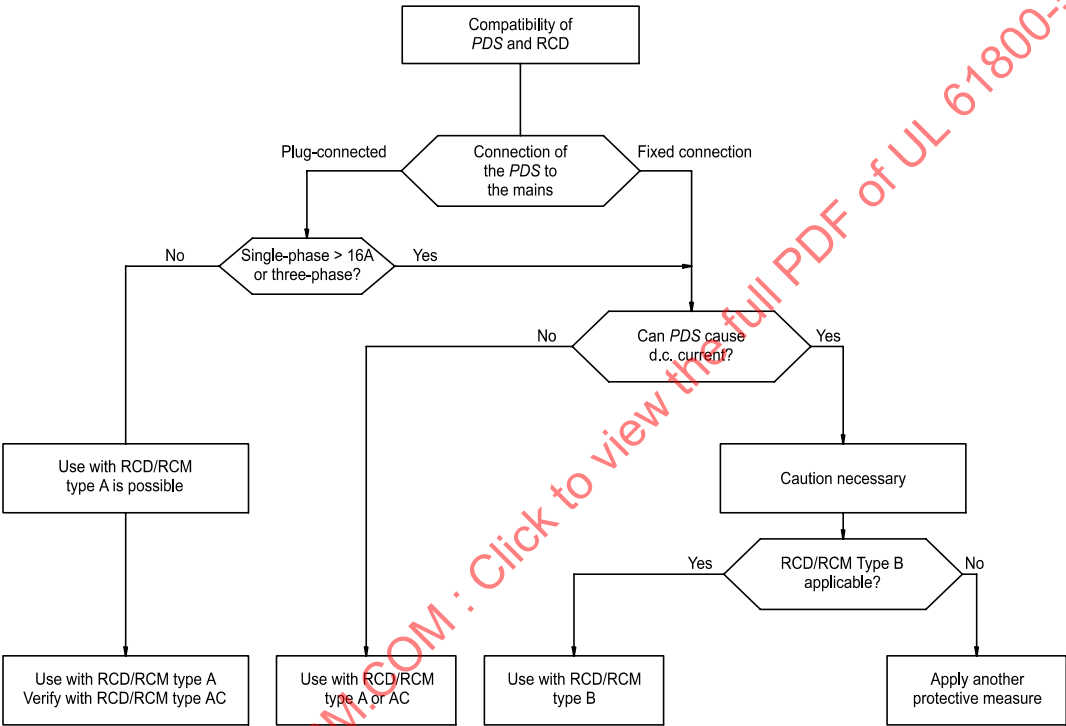 Compatibility of
PDS and RCD
Plug-connected
Connection of
the PDS to
the mains
Fixed connection
No
Single-phase > 16A
or three-phase?
Yes
No
Can PDS cause
d.c. current?
Yes
Use with RCD/RCM
type A is possible
Caution necessary
Yes
RCD/RCM Type B
applicable?
No
Use with RCD/RCM type A
Verify with RCD/RCM type AC
Use with RCD/RCM
type A or AC
Use with RCD/RCM
type B
Apply another
protective measure
M.COM : Click to view the full PDF of UL 61800-